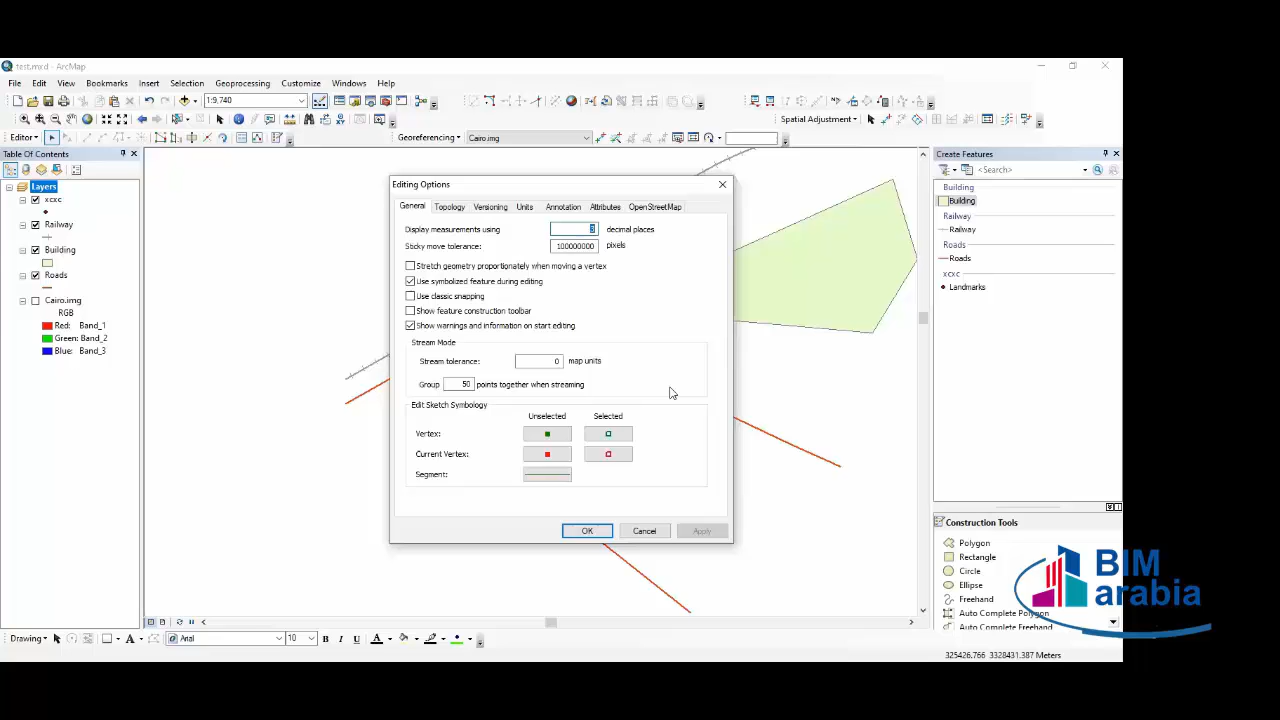 test.mxd - ArcMap
File Edit View Bookmarks Insert Selection Geoprocessing Customize Windows Help
1:9,740
Spatial Adjustment
Editor
Georeferencing
Cairo.img
Table Of Contents
Layers
xcxc
Railway
Building
Roads
Cairo.img
RGB
Red: Band_1
Green: Band_2
Blue: Band_3
Editing Options
General Topology Versioning Units Annotation Attributes OpenStreetMap
Display measurements using 3 decimal places
Sticky move tolerance: 100000000 pixels
Stretch geometry proportionately when moving a vertex
Use symbolized feature during editing
Use classic snapping
Show feature construction toolbar
Show warnings and information on start editing
Stream Mode
Stream tolerance: 0 map units
Group 50 points together when streaming
Edit Sketch Symbology
Unselected Selected
Vertex:
Current Vertex:
Segment:
OK Cancel Apply
Create Features
<Search>
Building
Building
Railway
Railway
Roads
Roads
xcxc
Landmarks
Construction Tools
Polygon
Rectangle
Circle
Ellipse
Freehand
Auto Complete Polygon
Auto Complete Freehand
BIM
arabia
Drawing
Arial
10
B I U A
325426.766 3328431.387 Meters